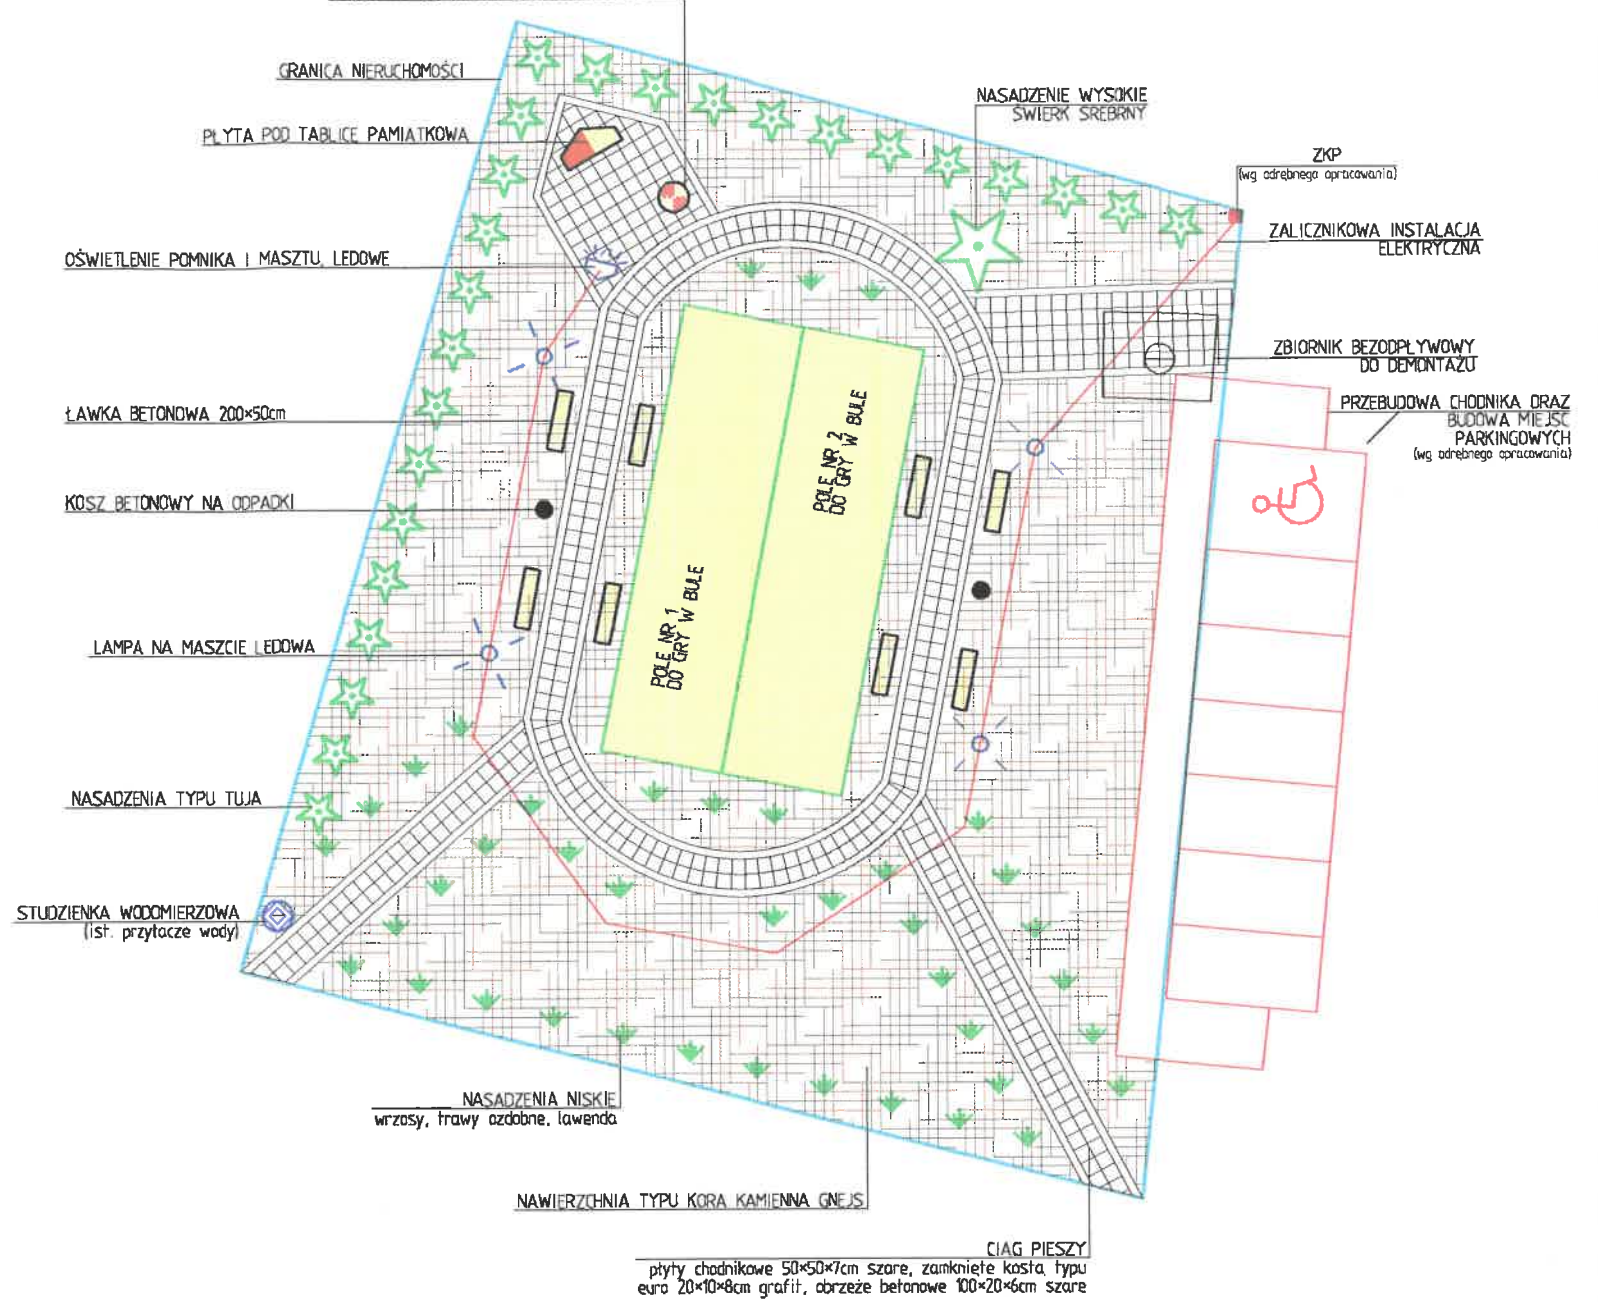 GRANICA NIERUCHOMOŚCI
PŁYTA POD TABLICE PAMIĄTKOWA
OŚWIETLENIE POMNIKA I MASZTU LEDOWE
ŁAWKA BETONOWA 200×50cm
KOSZ BETONOWY NA ODPADKI
LAMPA NA MASZCIE LEDOWA
NASADZENIA TYPU TUJA
STUDZIENKA WODOMIERZOWA
(ist. przyłącze wody)
NASADZENIE WYSOKIE
ŚWIERK SREBRNY
ZKP
(wg odrębnego opracowania)
ZALICZNIKOWA INSTALACJA
ELEKTRYCZNA
ZBIORNIK BEZODPŁYWOWY
DO DEMONTAŻU
PRZEBUDOWA CHODNIKA ORAZ
BUDOWA MIEJSC
PARKINGOWYCH
(wg odrębnego opracowania)
POLE NR 1
DO GRY W BULE
POLE NR 2
DO GRY W BULE
NASADZENIA NISKIE
wrzosy, trawy ozdobne, lawenda
NAWIERZCHNIA TYPU KORA KAMIENNA GNEJS
CIĄG PIESZY
płyty chodnikowe 50×50×7cm szare, zamknięte kostą typu
euro 20×10×8cm grafit, obrzeże betonowe 100×20×6cm szare